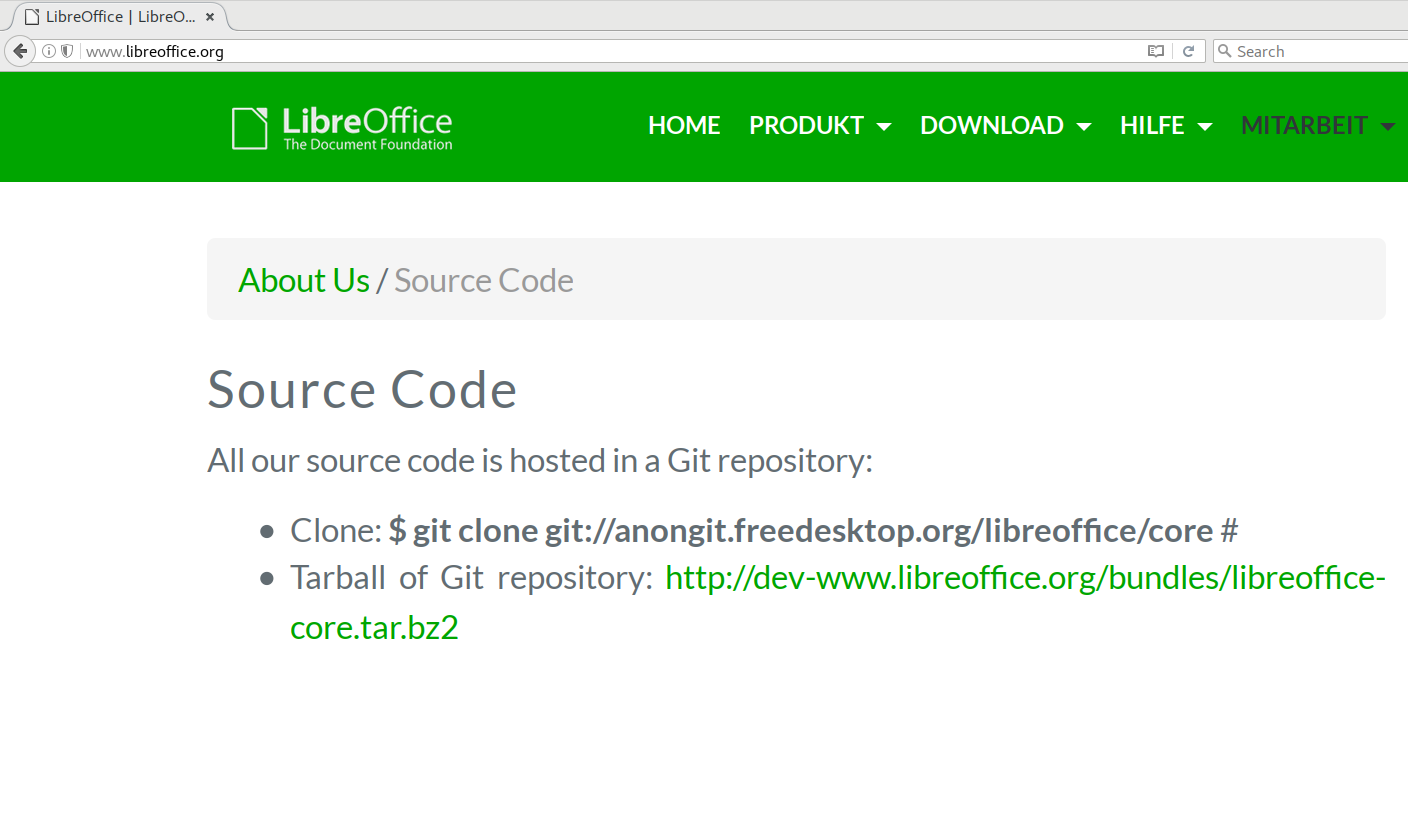 LibreOffice | LibreO...
www.libreoffice.org
Search
LibreOffice
The Document Foundation
HOME PRODUKT DOWNLOAD HILFE MITARBEIT
About Us / Source Code
Source Code
All our source code is hosted in a Git repository:
Clone: $ git clone git://anongit.freedesktop.org/libreoffice/core #
Tarball of Git repository: http://dev-www.libreoffice.org/bundles/libreoffice-
core.tar.bz2